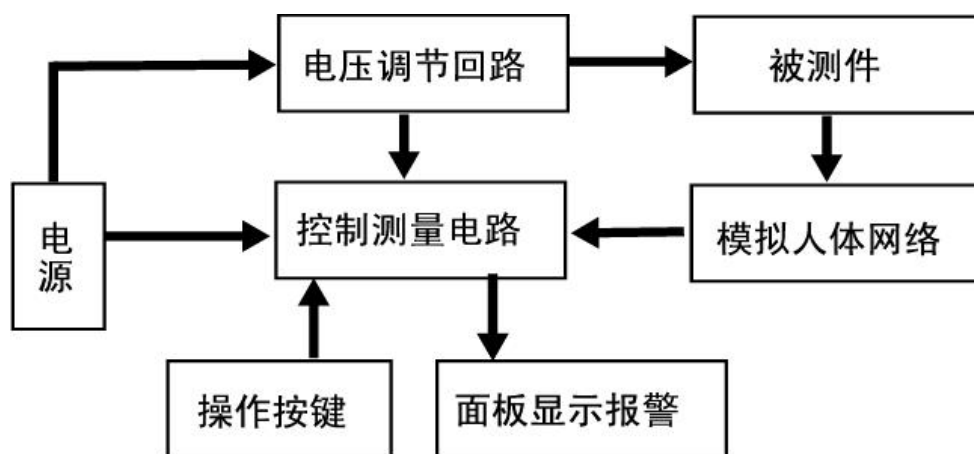 电压调节回路
被测件
电
源
控制测量电路
模拟人体网络
操作按键
面板显示报警